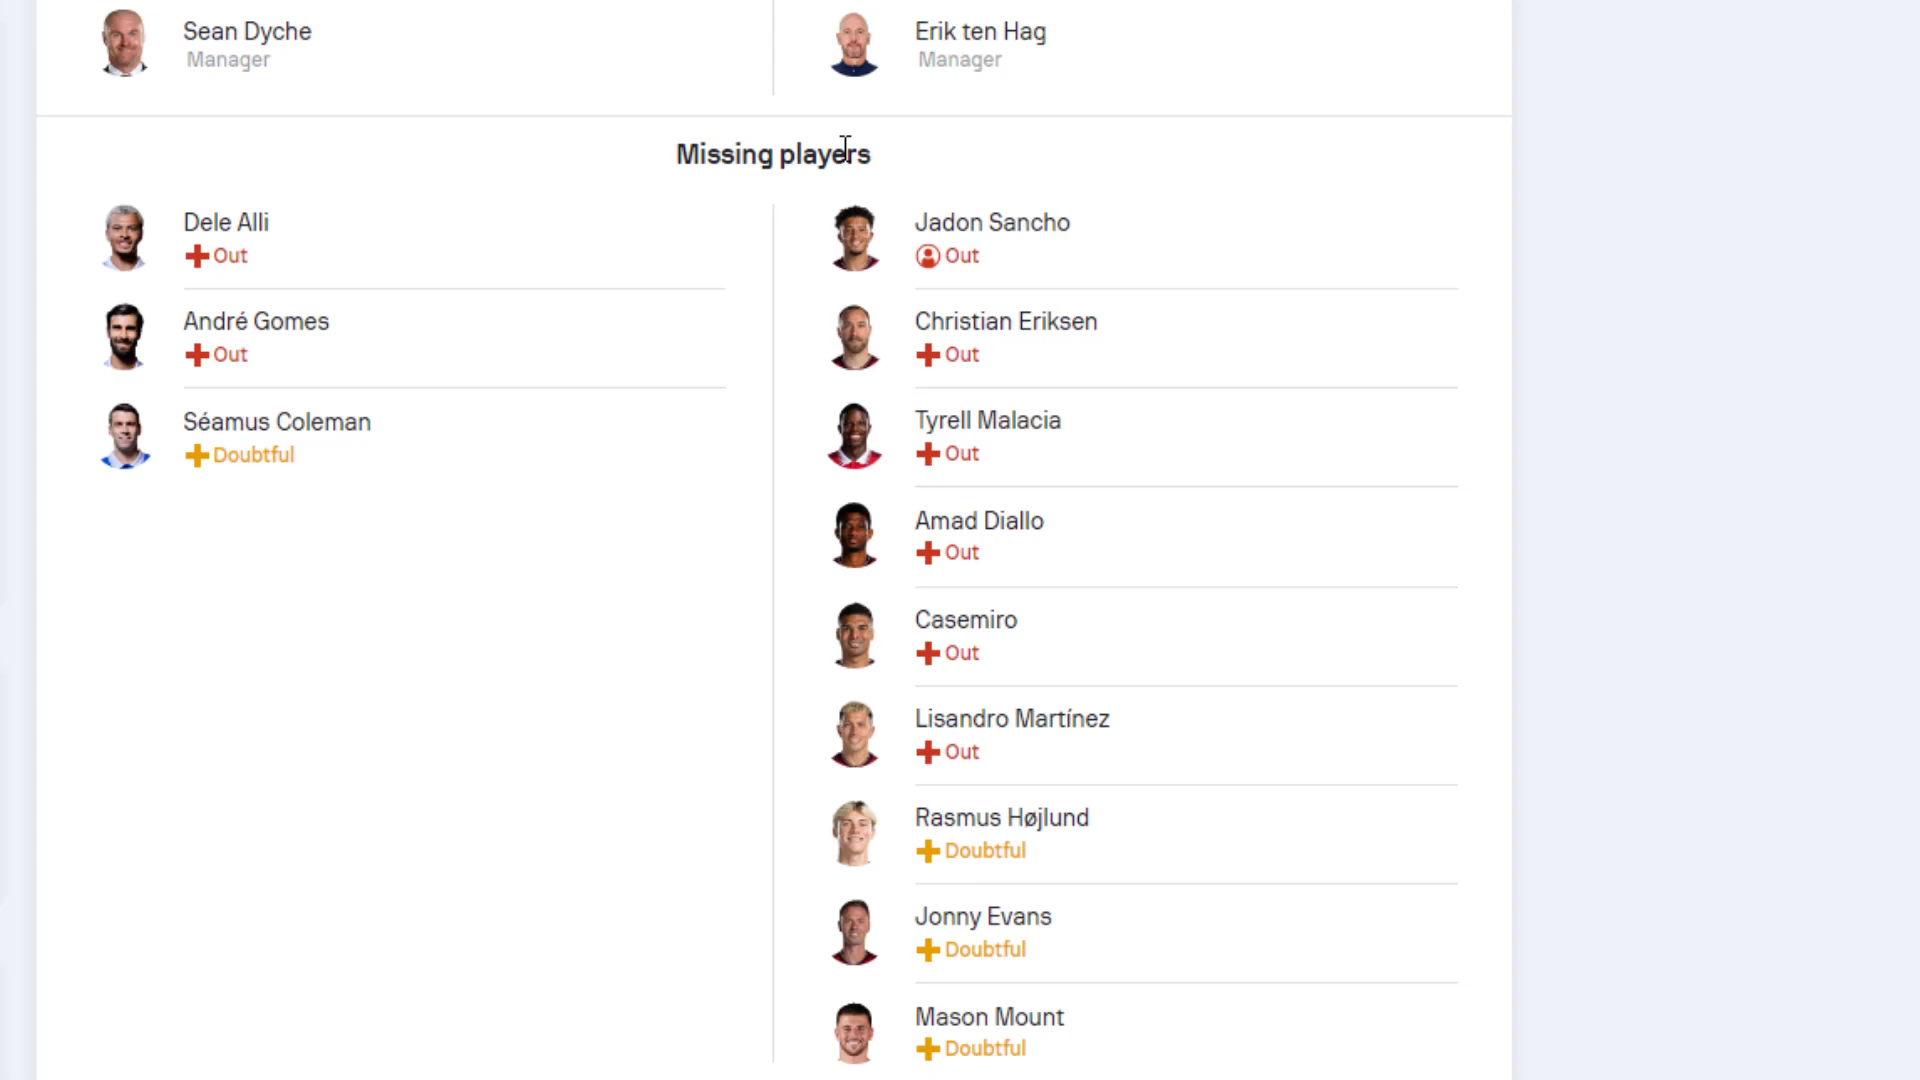 Sean Dyche
Manager
Erik ten Hag
Manager
Missing players
Dele Alli
Out
André Gomes
Out
Séamus Coleman
Doubtful
Jadon Sancho
Out
Christian Eriksen
Out
Tyrell Malacia
Out
Amad Diallo
Out
Casemiro
Out
Lisandro Martínez
Out
Rasmus Højlund
Doubtful
Jonny Evans
Doubtful
Mason Mount
Doubtful